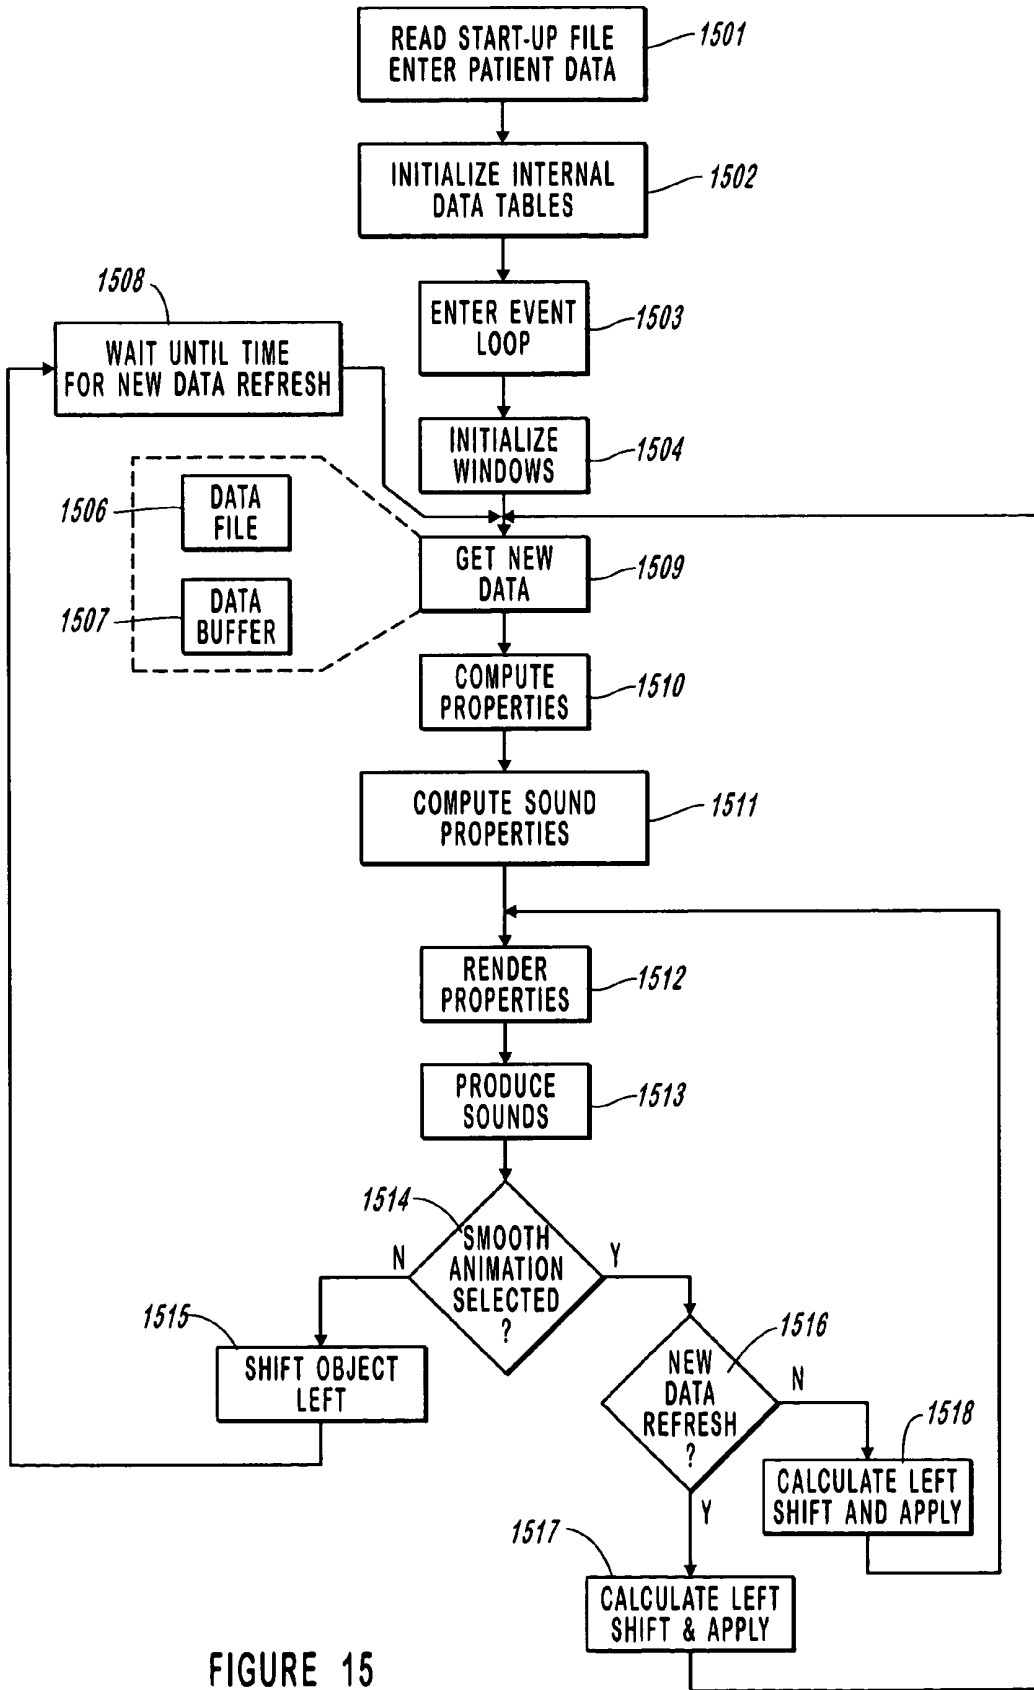 READ START-UP FILE
ENTER PATIENT DATA
1501
INITIALIZE INTERNAL
DATA TABLES
1502
ENTER EVENT
LOOP
1503
1508
WAIT UNTIL TIME
FOR NEW DATA REFRESH
INITIALIZE
WINDOWS
1504
1506
DATA
FILE
1507
DATA
BUFFER
GET NEW
DATA
1509
COMPUTE
PROPERTIES
1510
COMPUTE SOUND
PROPERTIES
1511
RENDER
PROPERTIES
1512
PRODUCE
SOUNDS
1513
1514
SMOOTH
ANIMATION
SELECTED
?
N
Y
1515
SHIFT OBJECT
LEFT
1516
NEW
DATA
REFRESH
?
N
Y
1518
CALCULATE LEFT
SHIFT AND APPLY
1517
CALCULATE LEFT
SHIFT & APPLY
FIGURE 15